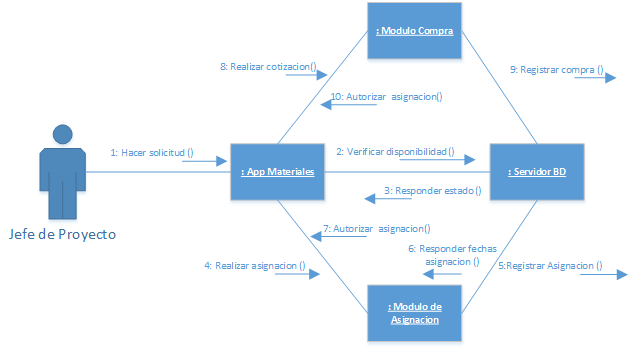 : Modulo Compra
8: Realizar cotizacion()
9: Registrar compra ()
10: Autorizar asignacion()
1: Hacer solicitud ()
2: Verificar disponibilidad ()
: App Materiales
: Servidor BD
3: Responder estado()
Jefe de Proyecto
7: Autorizar asignacion()
6: Responder fechas
asignacion ()
4: Realizar asignacion ()
5:Registrar Asignacion ()
: Modulo de
Asignacion